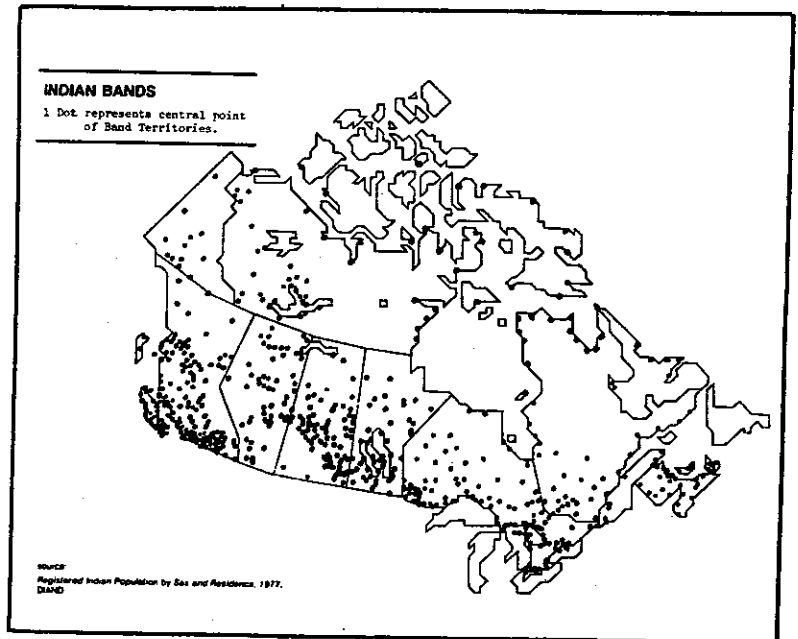 INDIAN BANDS
1 Dot represents central point
of Band Territories.
source:
Registered Indian Population by Sex and Residence, 1977.
DIAND